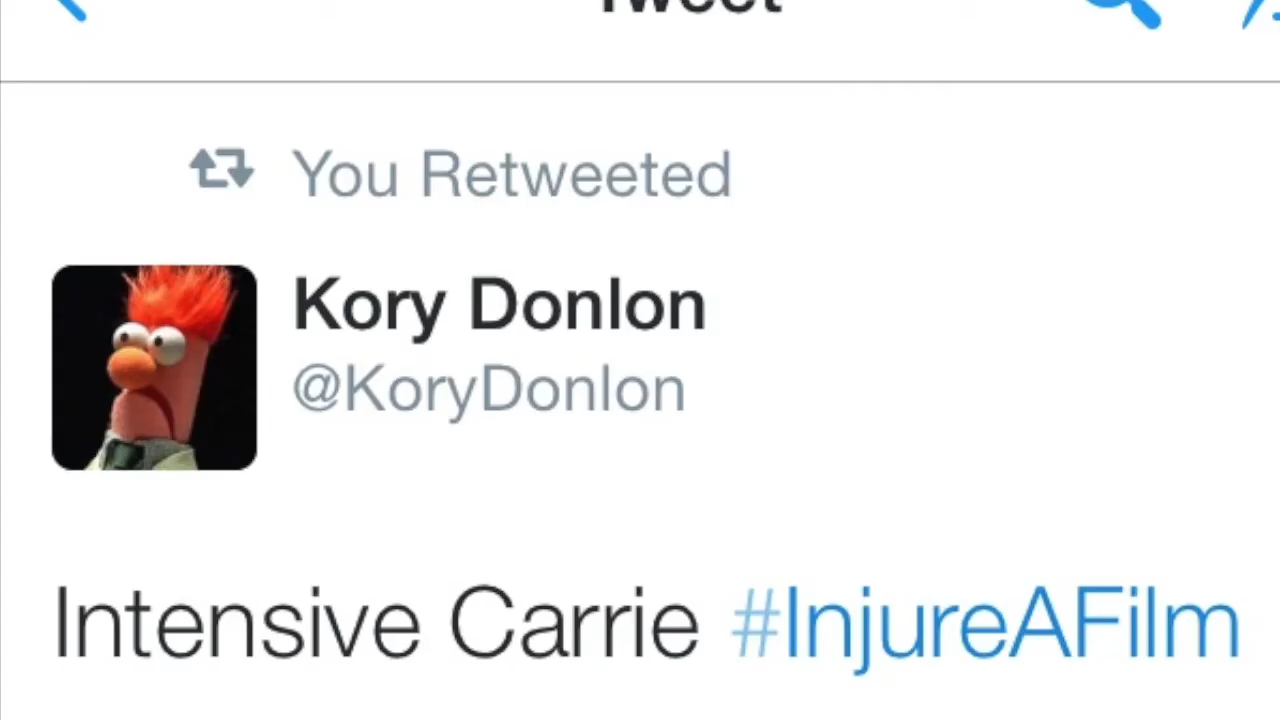 Tweet
You Retweeted
Kory Donlon
@KoryDonlon
Intensive Carrie #InjureAFilm